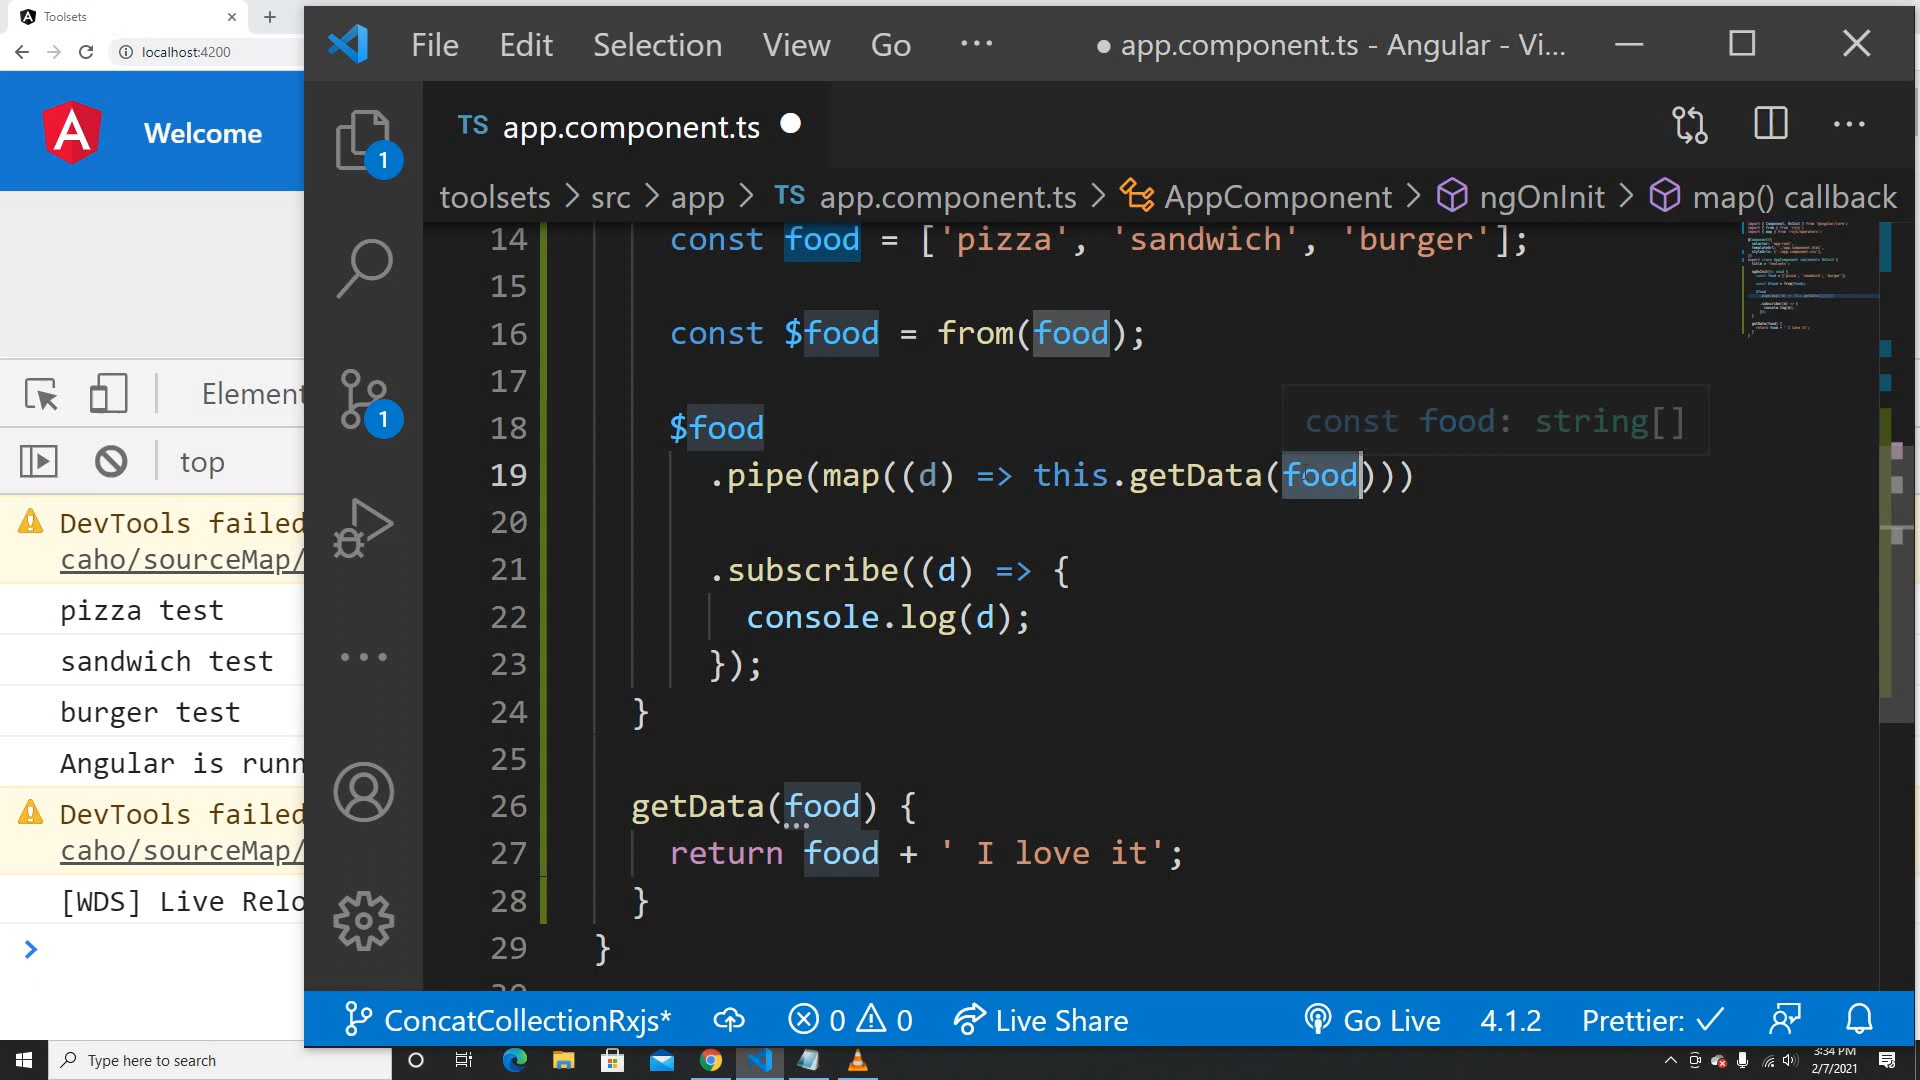 Toolsets
localhost:4200
Welcome
Element
top
DevTools failed
caho/sourceMap/
pizza test
sandwich test
burger test
Angular is runn
DevTools failed
caho/sourceMap/
[WDS] Live Relo
File Edit Selection View Go ··· ● app.component.ts - Angular - Vi...
TS app.component.ts
toolsets > src > app > TS app.component.ts > AppComponent > ngOnInit > map() callback
1
1
14 const food = ['pizza', 'sandwich', 'burger'];
15
16 const $food = from(food);
17
const food: string[]
18 $food
19 .pipe(map((d) => this.getData(food)))
20
21 .subscribe((d) => {
22 console.log(d);
23 });
24 }
25
26 getData(food) {
27 return food + ' I love it';
28 }
29 }
ConcatCollectionRxjs* 0 0 Live Share Go Live 4.1.2 Prettier: ✓
Type here to search
3:34 PM
2/7/2021